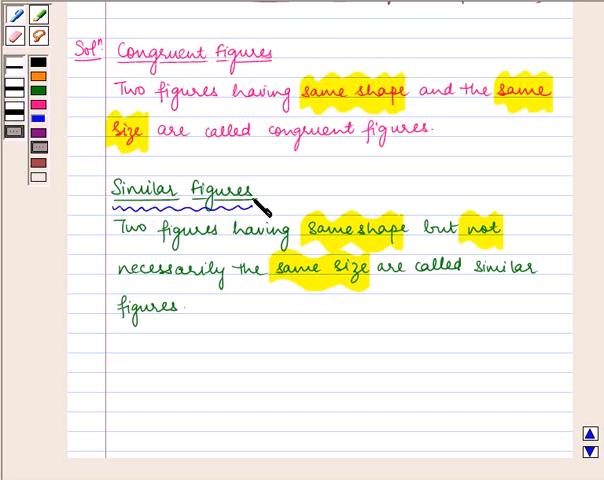 Solⁿ. Congruent figures
Two figures having same shape and the same
size are called congruent figures.
Similar figures
Two figures having same shape but not
necessarily the same size are called similar
figures.